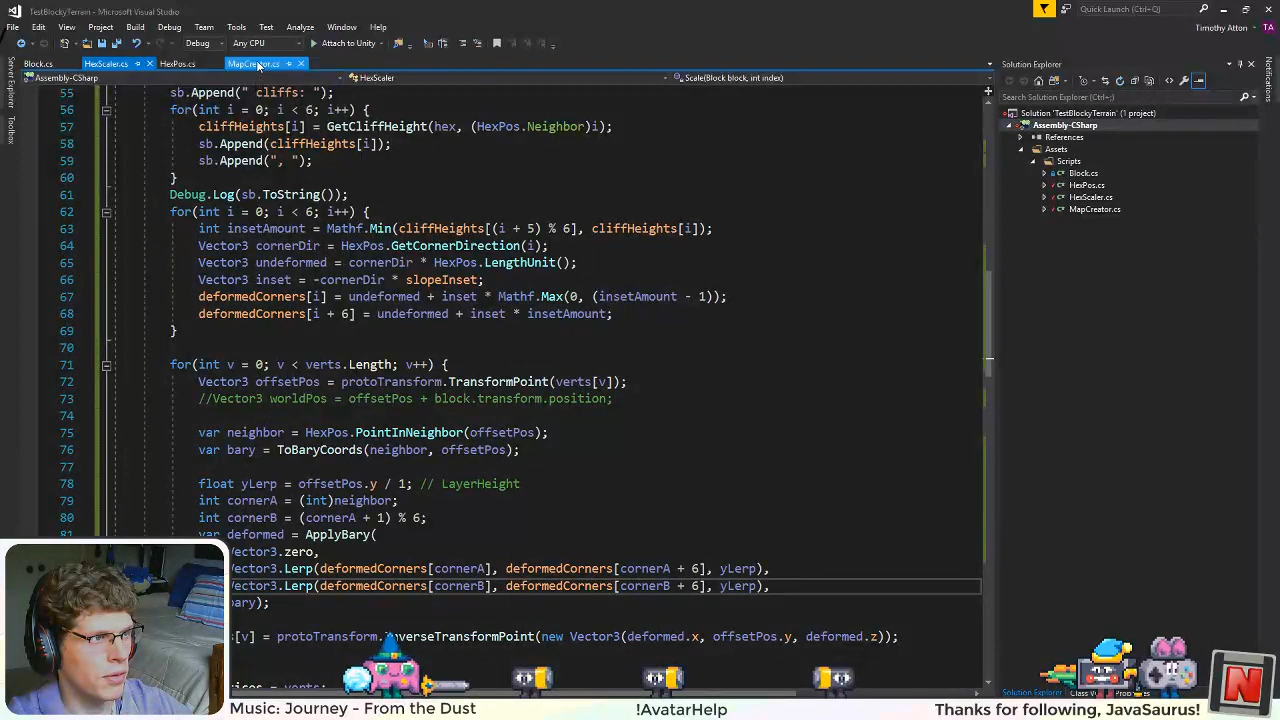 TestBlockyTerrain - Microsoft Visual Studio
Quick Launch (Ctrl+Q)
File Edit View Project Build Debug Team Tools Test Analyze Window Help
Timothy Atton TA
Debug Any CPU Attach to Unity
Block.cs HexScaler.cs HexPos.cs MapCreator.cs
Assembly-CSharp HexScaler Scale(Block block, int index)
55 sb.Append(" cliffs: ");
56 for(int i = 0; i < 6; i++) {
57 cliffHeights[i] = GetCliffHeight(hex, (HexPos.Neighbor)i);
58 sb.Append(cliffHeights[i]);
59 sb.Append(", ");
60 }
61 Debug.Log(sb.ToString());
62 for(int i = 0; i < 6; i++) {
63 int insetAmount = Mathf.Min(cliffHeights[(i + 5) % 6], cliffHeights[i]);
64 Vector3 cornerDir = HexPos.GetCornerDirection(i);
65 Vector3 undeformed = cornerDir * HexPos.LengthUnit();
66 Vector3 inset = -cornerDir * slopeInset;
67 deformedCorners[i] = undeformed + inset * Mathf.Max(0, (insetAmount - 1));
68 deformedCorners[i + 6] = undeformed + inset * insetAmount;
69 }
70
71 for(int v = 0; v < verts.Length; v++) {
72 Vector3 offsetPos = protoTransform.TransformPoint(verts[v]);
73 //Vector3 worldPos = offsetPos + block.transform.position;
74
75 var neighbor = HexPos.PointInNeighbor(offsetPos);
76 var bary = ToBaryCoords(neighbor, offsetPos);
77
78 float yLerp = offsetPos.y / 1; // LayerHeight
79 int cornerA = (int)neighbor;
80 int cornerB = (cornerA + 1) % 6;
81 var deformed = ApplyBary(
Vector3.zero,
Vector3.Lerp(deformedCorners[cornerA], deformedCorners[cornerA + 6], yLerp),
Vector3.Lerp(deformedCorners[cornerB], deformedCorners[cornerB + 6], yLerp),
bary);
s[v] = protoTransform.InverseTransformPoint(new Vector3(deformed.x, offsetPos.y, deformed.z));
= verts;
Server Explorer
Toolbox
Solution Explorer
Search Solution Explorer (Ctrl+;)
Solution 'TestBlockyTerrain' (1 project)
Assembly-CSharp
References
Assets
Scripts
Block.cs
HexPos.cs
HexScaler.cs
MapCreator.cs
Solution Explorer
Music: Journey - From the Dust !AvatarHelp Thanks for following, JavaSaurus!
N